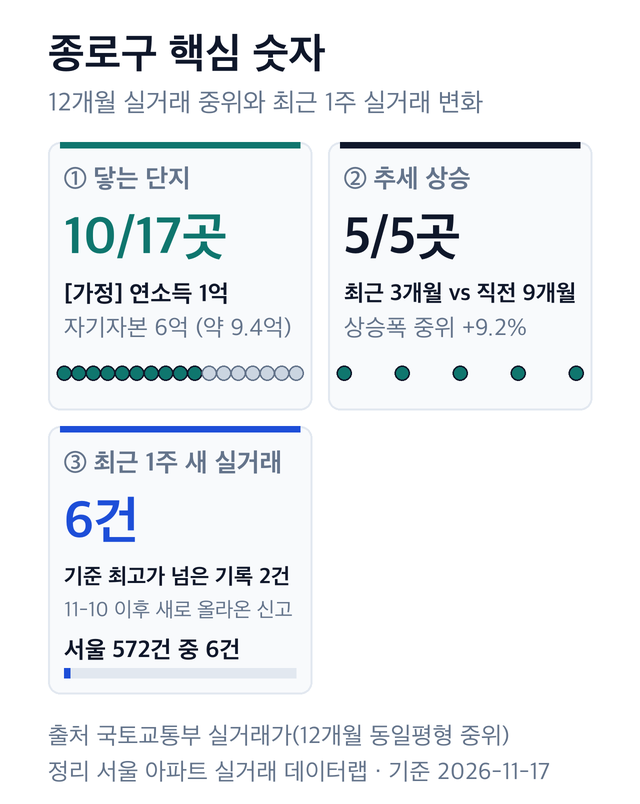 종로구 핵심 숫자
12개월 실거래 중위와 최근 1주 실거래 변화
① 닿는 단지
10/17곳
[가정] 연소득 1억
자기자본 6억 (약 9.4억)
② 추세 상승
5/5곳
최근 3개월 vs 직전 9개월
상승폭 중위 +9.2%
③ 최근 1주 새 실거래
6건
기준 최고가 넘은 기록 2건
11-10 이후 새로 올라온 신고
서울 572건 중 6건
출처 국토교통부 실거래가(12개월 동일평형 중위)
정리 서울 아파트 실거래 데이터랩 · 기준 2026-11-17